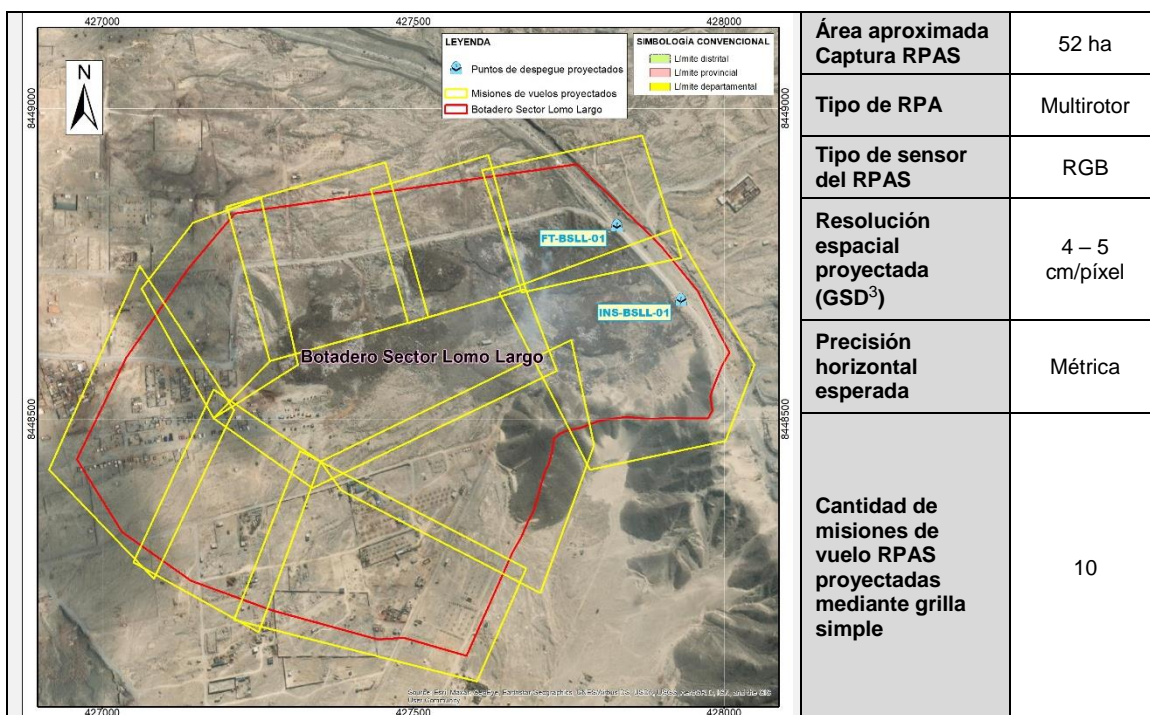 427000
427500
428000
8449000
8448500
N
LEYENDA
Puntos de despegue proyectados
Misiones de vuelos proyectados
Botadero Sector Lomo Largo
SIMBOLOGÍA CONVENCIONAL
Límite distrital
Límite provincial
Límite departamental
FT-BSLL-01
INS-BSLL-01
Botadero Sector Lomo Largo
8449000
8448500
User Community
427000
427500
428000
Área aproximada
Captura RPAS
52 ha
Tipo de RPA
Multirotor
Tipo de sensor
del RPAS
RGB
Resolución
espacial
proyectada
(GSD³)
4 – 5
cm/píxel
Precisión
horizontal
esperada
Métrica
Cantidad de
misiones de
vuelo RPAS
proyectadas
mediante grilla
simple
10